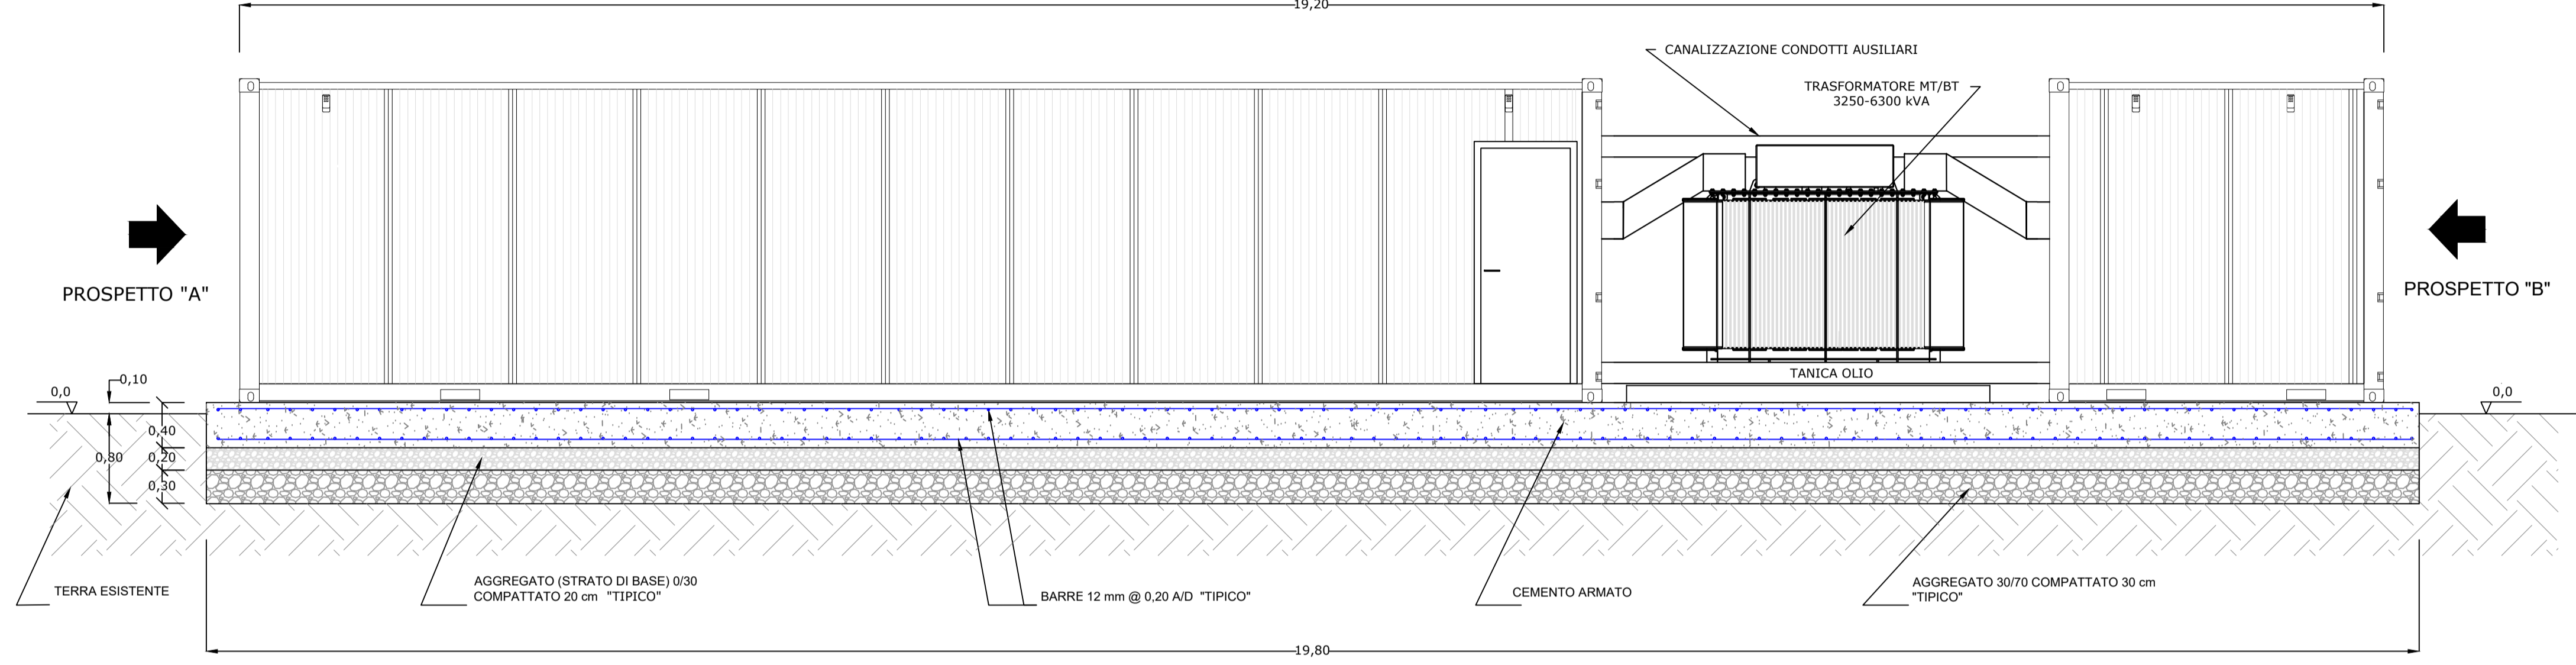 19,20
CANALIZZAZIONE CONDOTTI AUSILIARI
TRASFORMATORE MT/BT
3250-6300 kVA
PROSPETTO "A"
PROSPETTO "B"
TANICA OLIO
0,0
0,10
0,0
0,40
0,80
0,20
0,30
TERRA ESISTENTE
AGGREGATO (STRATO DI BASE) 0/30
COMPATTATO 20 cm "TIPICO"
BARRE 12 mm @ 0,20 A/D "TIPICO"
CEMENTO ARMATO
AGGREGATO 30/70 COMPATTATO 30 cm
"TIPICO"
19,80